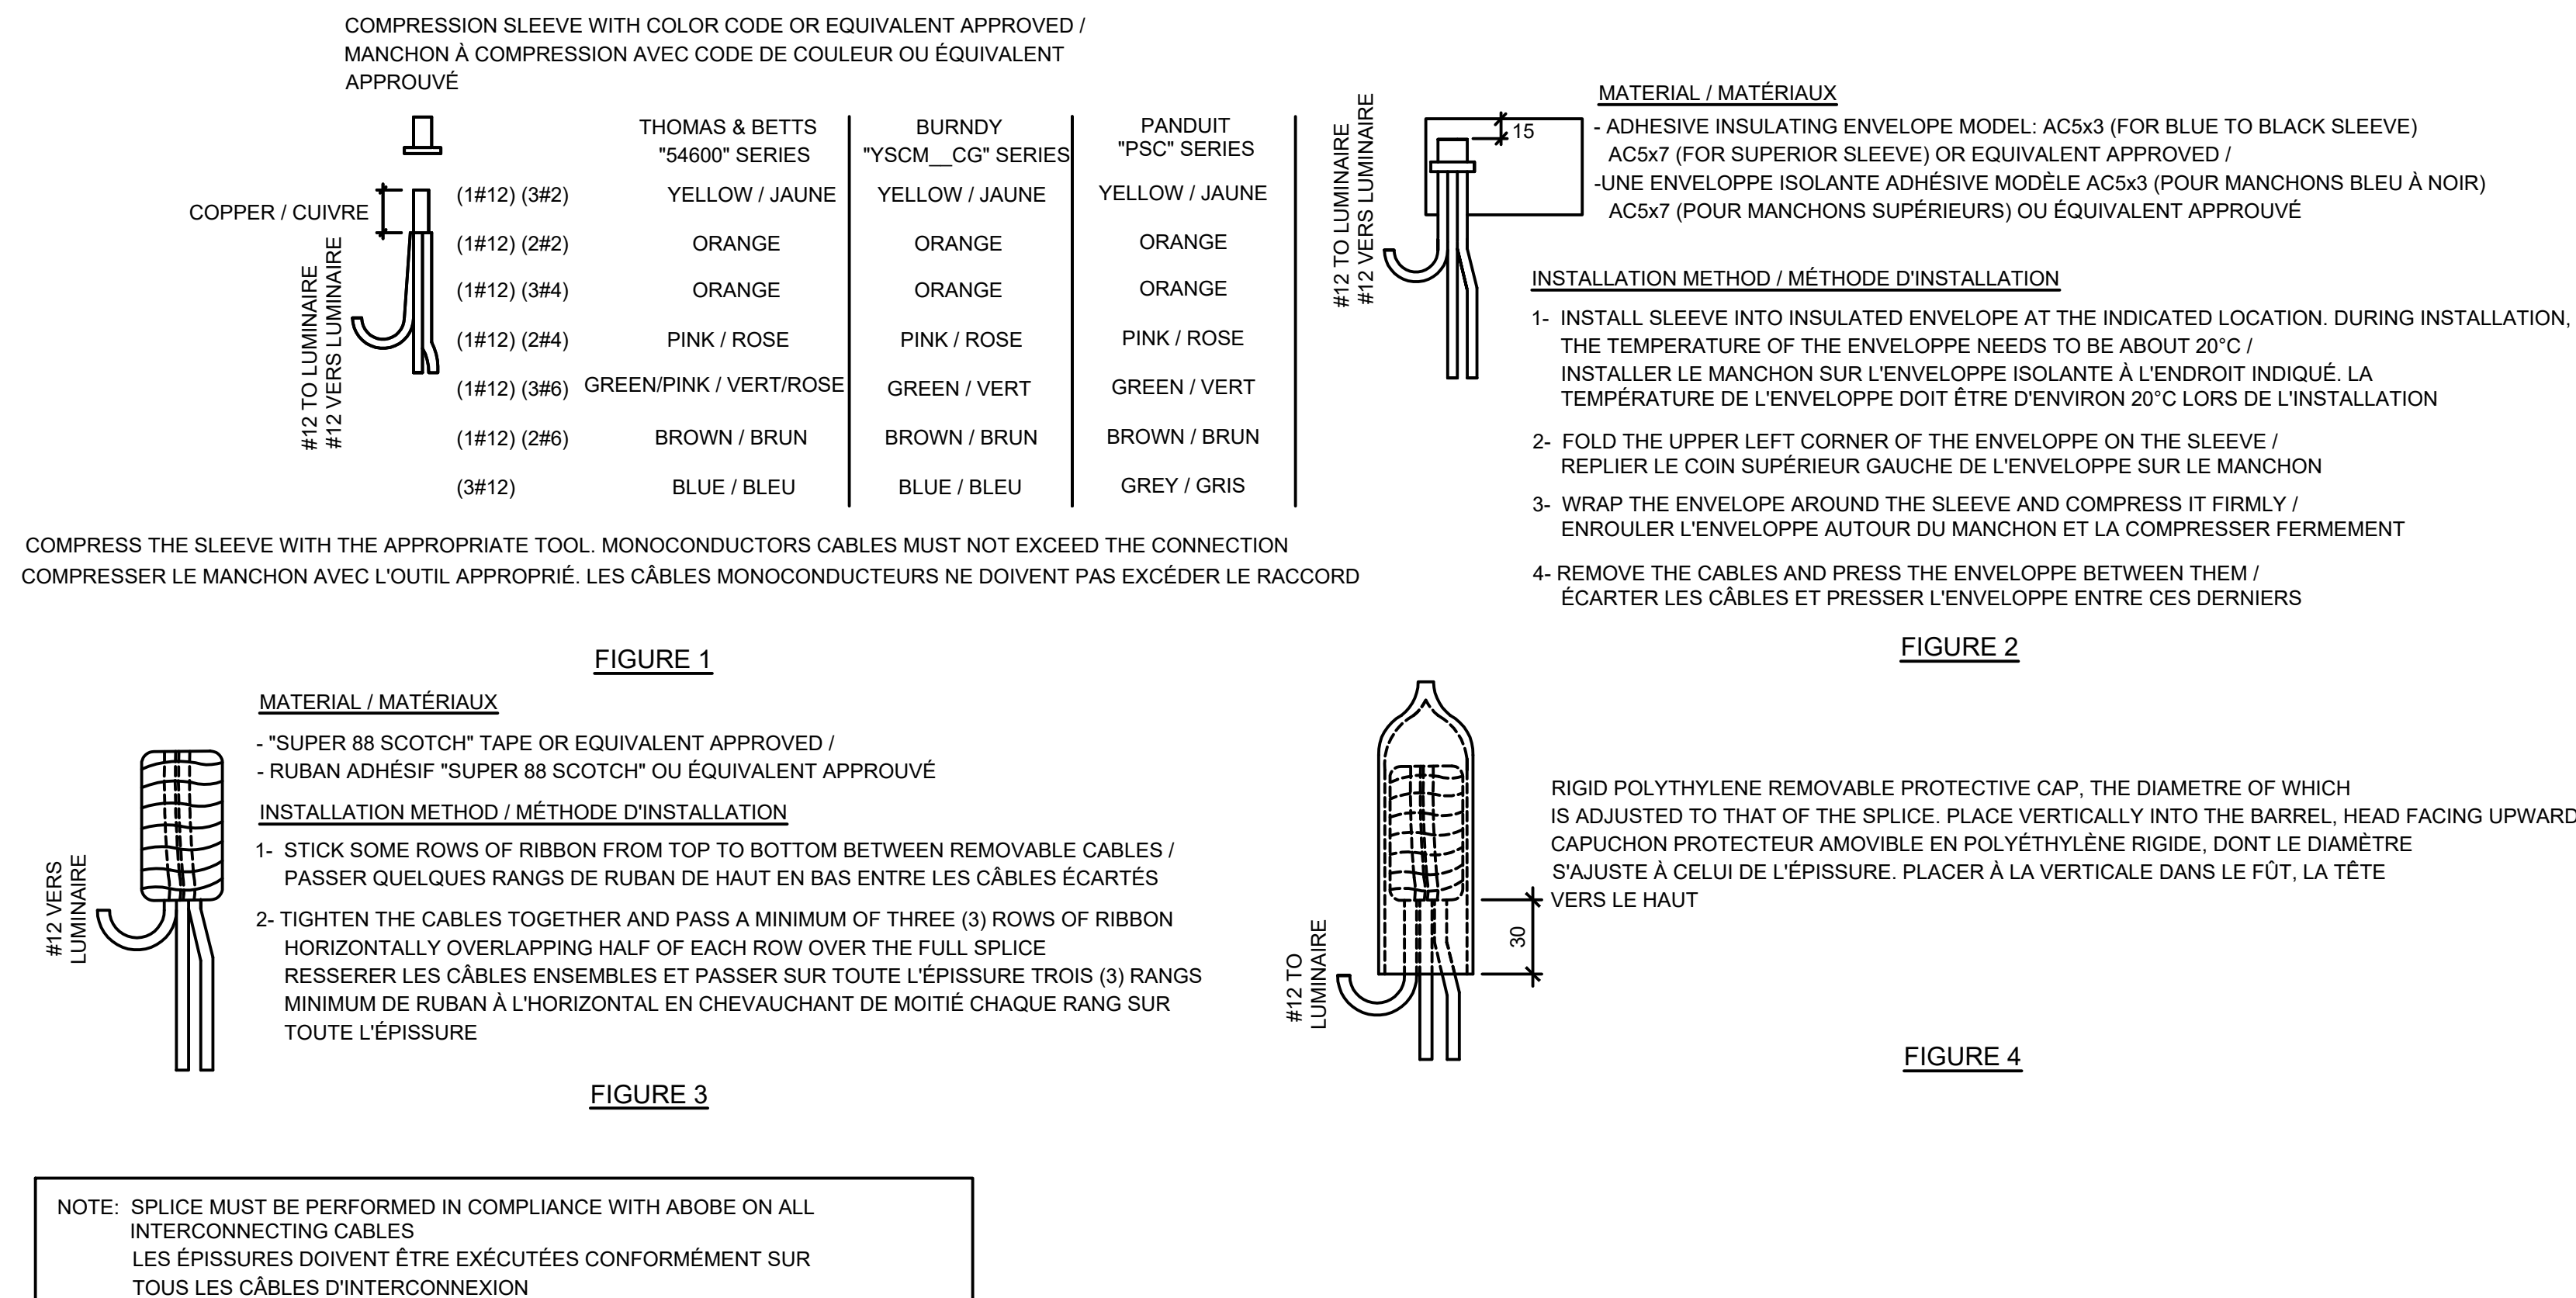 COMPRESSION SLEEVE WITH COLOR CODE OR EQUIVALENT APPROVED /
MANCHON À COMPRESSION AVEC CODE DE COULEUR OU ÉQUIVALENT
APPROUVÉ
THOMAS & BETTS
"54600" SERIES
BURNDY
"YSCM__CG" SERIES
PANDUIT
"PSC" SERIES
COPPER / CUIVRE
#12 TO LUMINAIRE
#12 VERS LUMINAIRE
(1#12) (3#2) YELLOW / JAUNE YELLOW / JAUNE YELLOW / JAUNE
(1#12) (2#2) ORANGE ORANGE ORANGE
(1#12) (3#4) ORANGE ORANGE ORANGE
(1#12) (2#4) PINK / ROSE PINK / ROSE PINK / ROSE
(1#12) (3#6) GREEN/PINK / VERT/ROSE GREEN / VERT GREEN / VERT
(1#12) (2#6) BROWN / BRUN BROWN / BRUN BROWN / BRUN
(3#12) BLUE / BLEU BLUE / BLEU GREY / GRIS
COMPRESS THE SLEEVE WITH THE APPROPRIATE TOOL. MONOCONDUCTORS CABLES MUST NOT EXCEED THE CONNECTION
COMPRESSER LE MANCHON AVEC L'OUTIL APPROPRIÉ. LES CÂBLES MONOCONDUCTEURS NE DOIVENT PAS EXCÉDER LE RACCORD
FIGURE 1
#12 TO LUMINAIRE
#12 VERS LUMINAIRE
15
MATERIAL / MATÉRIAUX
- ADHESIVE INSULATING ENVELOPE MODEL: AC5x3 (FOR BLUE TO BLACK SLEEVE)
AC5x7 (FOR SUPERIOR SLEEVE) OR EQUIVALENT APPROVED /
-UNE ENVELOPPE ISOLANTE ADHÉSIVE MODÈLE AC5x3 (POUR MANCHONS BLEU À NOIR)
AC5x7 (POUR MANCHONS SUPÉRIEURS) OU ÉQUIVALENT APPROUVÉ
INSTALLATION METHOD / MÉTHODE D'INSTALLATION
1- INSTALL SLEEVE INTO INSULATED ENVELOPE AT THE INDICATED LOCATION. DURING INSTALLATION,
THE TEMPERATURE OF THE ENVELOPPE NEEDS TO BE ABOUT 20°C /
INSTALLER LE MANCHON SUR L'ENVELOPPE ISOLANTE À L'ENDROIT INDIQUÉ. LA
TEMPÉRATURE DE L'ENVELOPPE DOIT ÊTRE D'ENVIRON 20°C LORS DE L'INSTALLATION
2- FOLD THE UPPER LEFT CORNER OF THE ENVELOPPE ON THE SLEEVE /
REPLIER LE COIN SUPÉRIEUR GAUCHE DE L'ENVELOPPE SUR LE MANCHON
3- WRAP THE ENVELOPE AROUND THE SLEEVE AND COMPRESS IT FIRMLY /
ENROULER L'ENVELOPPE AUTOUR DU MANCHON ET LA COMPRESSER FERMEMENT
4- REMOVE THE CABLES AND PRESS THE ENVELOPPE BETWEEN THEM /
ÉCARTER LES CÂBLES ET PRESSER L'ENVELOPPE ENTRE CES DERNIERS
FIGURE 2
MATERIAL / MATÉRIAUX
- "SUPER 88 SCOTCH" TAPE OR EQUIVALENT APPROVED /
- RUBAN ADHÉSIF "SUPER 88 SCOTCH" OU ÉQUIVALENT APPROUVÉ
INSTALLATION METHOD / MÉTHODE D'INSTALLATION
1- STICK SOME ROWS OF RIBBON FROM TOP TO BOTTOM BETWEEN REMOVABLE CABLES /
PASSER QUELQUES RANGS DE RUBAN DE HAUT EN BAS ENTRE LES CÂBLES ÉCARTÉS
2- TIGHTEN THE CABLES TOGETHER AND PASS A MINIMUM OF THREE (3) ROWS OF RIBBON
HORIZONTALLY OVERLAPPING HALF OF EACH ROW OVER THE FULL SPLICE
RESSERER LES CÂBLES ENSEMBLES ET PASSER SUR TOUTE L'ÉPISSURE TROIS (3) RANGS
MINIMUM DE RUBAN À L'HORIZONTAL EN CHEVAUCHANT DE MOITIÉ CHAQUE RANG SUR
TOUTE L'ÉPISSURE
#12 VERS
LUMINAIRE
FIGURE 3
RIGID POLYTHYLENE REMOVABLE PROTECTIVE CAP, THE DIAMETRE OF WHICH
IS ADJUSTED TO THAT OF THE SPLICE. PLACE VERTICALLY INTO THE BARREL, HEAD FACING UPWARD
CAPUCHON PROTECTEUR AMOVIBLE EN POLYÉTHYLÈNE RIGIDE, DONT LE DIAMÈTRE
S'AJUSTE À CELUI DE L'ÉPISSURE. PLACER À LA VERTICALE DANS LE FÛT, LA TÊTE
VERS LE HAUT
30
#12 TO
LUMINAIRE
FIGURE 4
NOTE: SPLICE MUST BE PERFORMED IN COMPLIANCE WITH ABOBE ON ALL
INTERCONNECTING CABLES
LES ÉPISSURES DOIVENT ÊTRE EXÉCUTÉES CONFORMÉMENT SUR
TOUS LES CÂBLES D'INTERCONNEXION